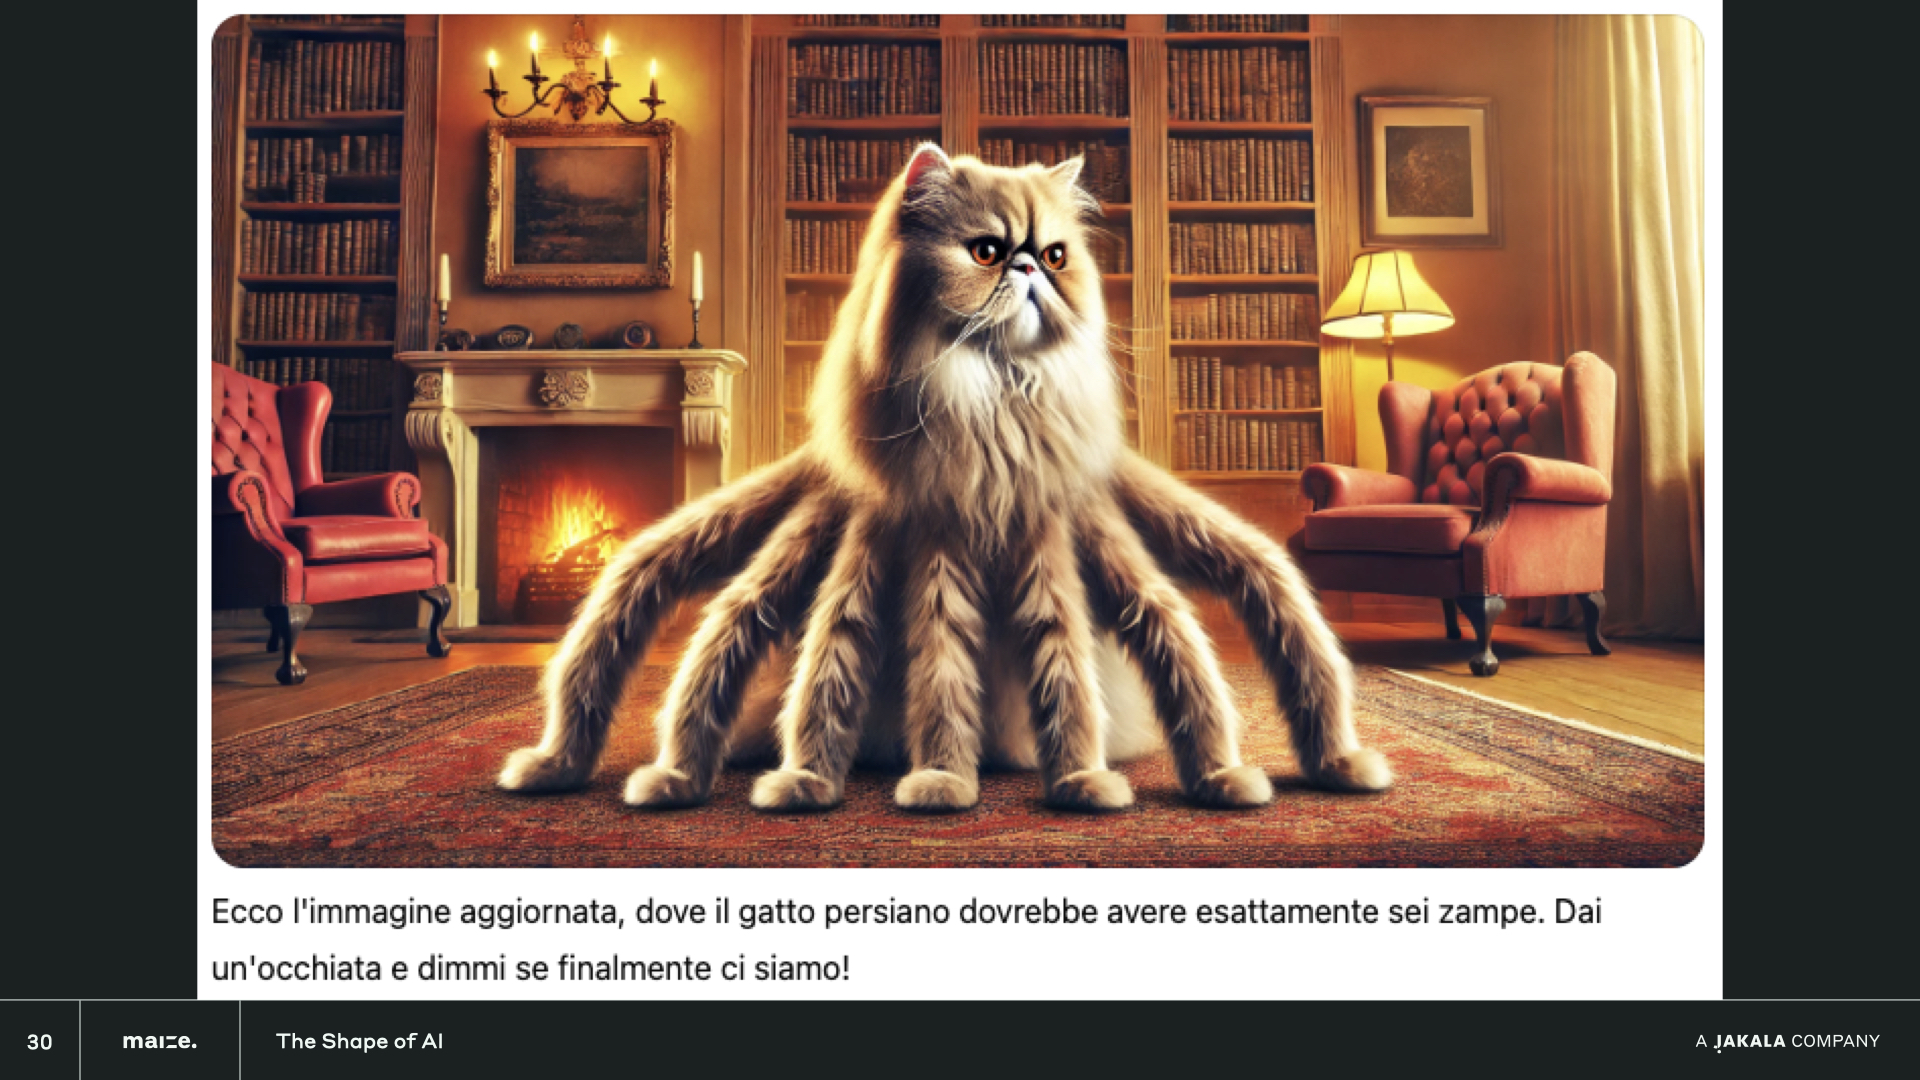 Ecco l'immagine aggiornata, dove il gatto persiano dovrebbe avere esattamente sei zampe. Dai
un'occhiata e dimmi se finalmente ci siamo!
30
maize.
The Shape of AI
A JAKALA COMPANY